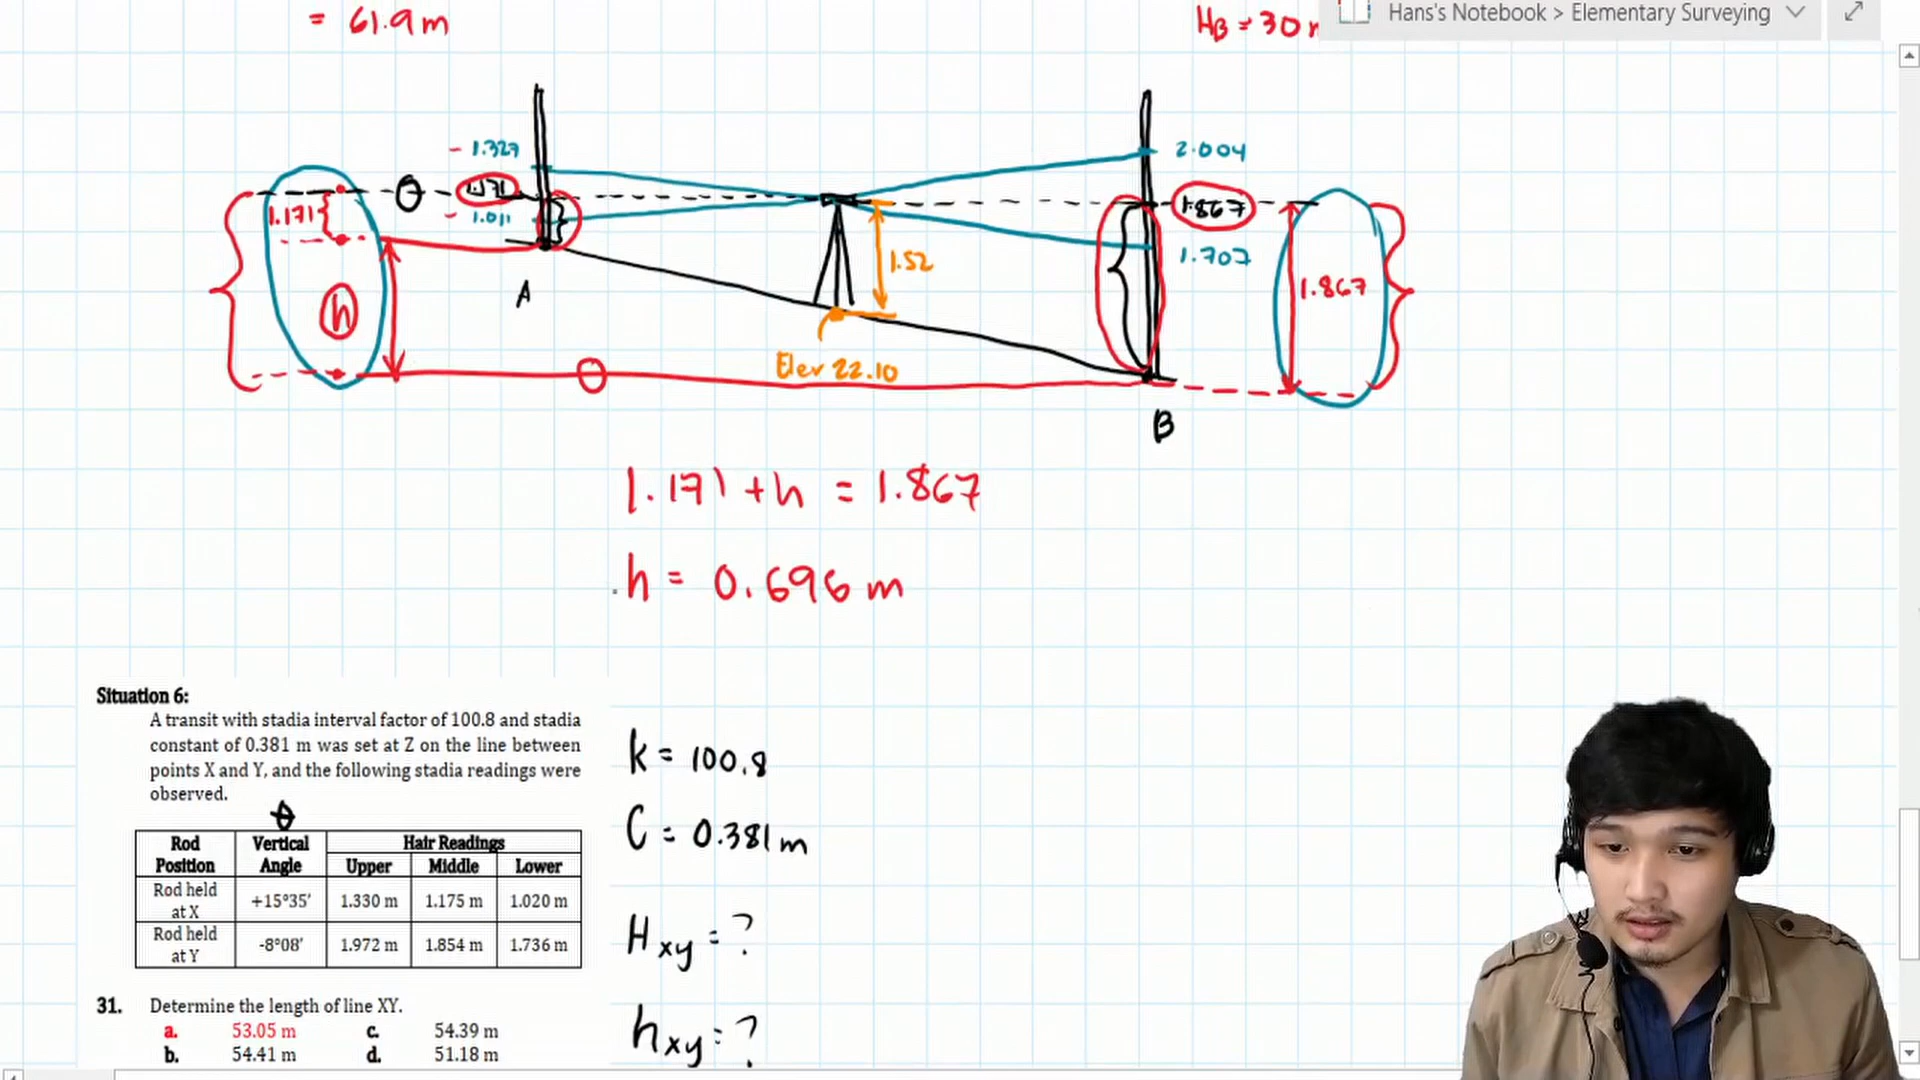 = 61.9 m
HB = 30
Hans's Notebook > Elementary Surveying
- 1.327
1.171
- 1.011
1.171
h
A
1.52
Elev 22.10
2.004
1.867
1.707
1.867
B
1.171 + h = 1.867
h = 0.696 m
Situation 6:
A transit with stadia interval factor of 100.8 and stadia
constant of 0.381 m was set at Z on the line between
points X and Y, and the following stadia readings were
observed.
θ
Rod Position Vertical Angle Hair Readings
Upper Middle Lower
Rod held at X +15°35' 1.330 m 1.175 m 1.020 m
Rod held at Y -8°08' 1.972 m 1.854 m 1.736 m
31. Determine the length of line XY.
a. 53.05 m c. 54.39 m
b. 54.41 m d. 51.18 m
k = 100.8
C = 0.381 m
Hxy = ?
hxy = ?